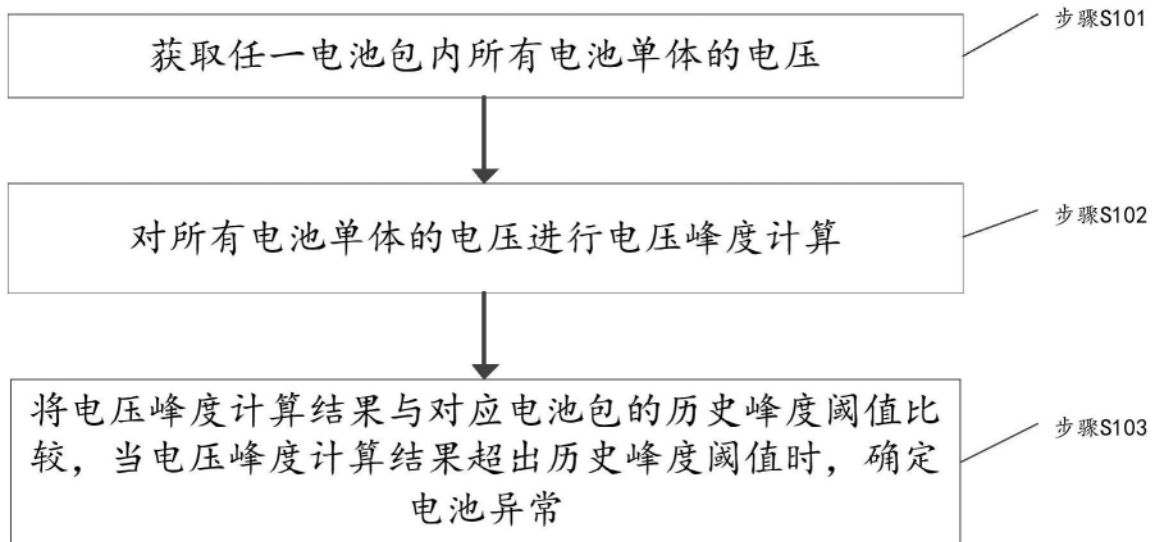 步骤S101
获取任一电池包内所有电池单体的电压
步骤S102
对所有电池单体的电压进行电压峰度计算
将电压峰度计算结果与对应电池包的历史峰度阈值比
步骤S103
较，当电压峰度计算结果超出历史峰度阈值时，确定
电池异常